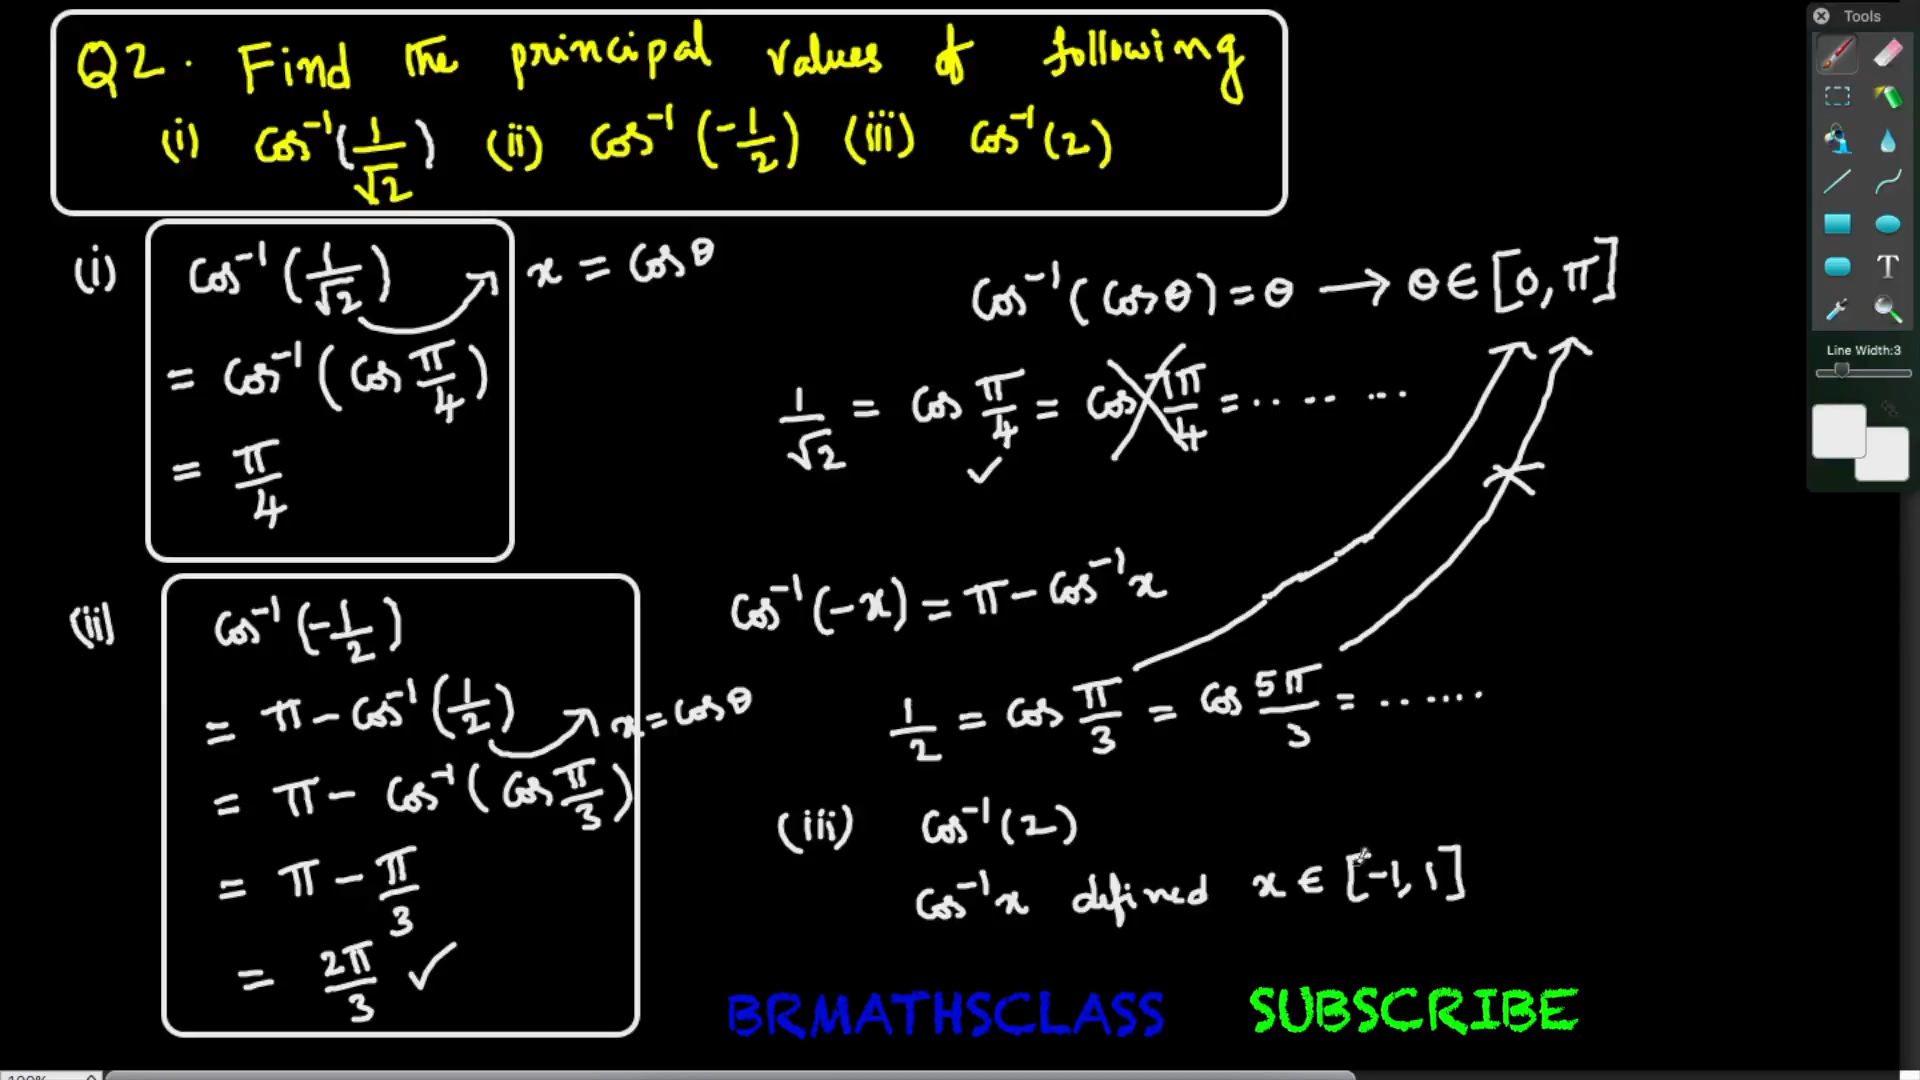 Q2. Find the principal values of following
(i) Cos⁻¹(1/√2) (ii) Cos⁻¹(-1/2) (iii) Cos⁻¹(2)
(i) Cos⁻¹(1/√2) x = Cosθ
= Cos⁻¹(Cos π/4)
= π/4
Cos⁻¹(Cosθ) = θ → θ ∈ [0, π]
1/√2 = Cos π/4 = Cos 7π/4 = ........
✓
(ii) Cos⁻¹(-1/2)
= π - Cos⁻¹(1/2) x = Cosθ
= π - Cos⁻¹(Cos π/3)
= π - π/3
= 2π/3 ✓
Cos⁻¹(-x) = π - Cos⁻¹x
1/2 = Cos π/3 = Cos 5π/3 = .......
(iii) Cos⁻¹(2)
Cos⁻¹x defined x ∈ [-1, 1]
BRMATHSCLASS SUBSCRIBE
Tools
T
Line Width:3